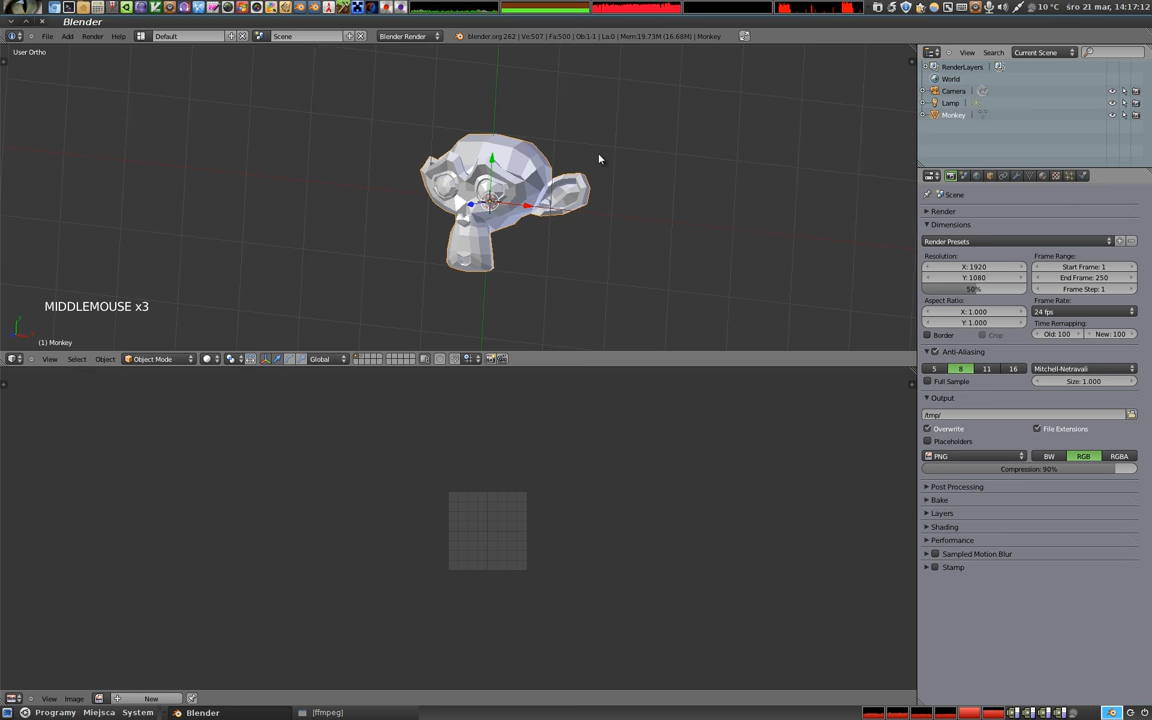 10 °C śro 21 mar, 14:17:12
Blender
File Add Render Help Default Scene Blender Render blender.org 262 | Ve:507 | Fa:500 | Ob:1-1 | La:0 | Mem:19.73M (16.68M) | Monkey
View Search Current Scene
User Ortho
RenderLayers
World
Camera
Lamp
Monkey
Scene
Render
Dimensions
Render Presets
Resolution: Frame Range:
X: 1920 Start Frame: 1
Y: 1080 End Frame: 250
50% Frame Step: 1
Aspect Ratio: Frame Rate:
X: 1.000 24 fps
Y: 1.000 Time Remapping:
Border Crop Old: 100 New: 100
Anti-Aliasing
5 8 11 16 Mitchell-Netravali
Full Sample Size: 1.000
Output
/tmp/
Overwrite File Extensions
Placeholders
PNG BW RGB RGBA
Compression: 90%
Post Processing
Bake
Layers
Shading
Performance
Sampled Motion Blur
Stamp
MIDDLEMOUSE x3
(1) Monkey
View Select Object Object Mode Global
View Image New
Programy Miejsca System Blender [ffmpeg]